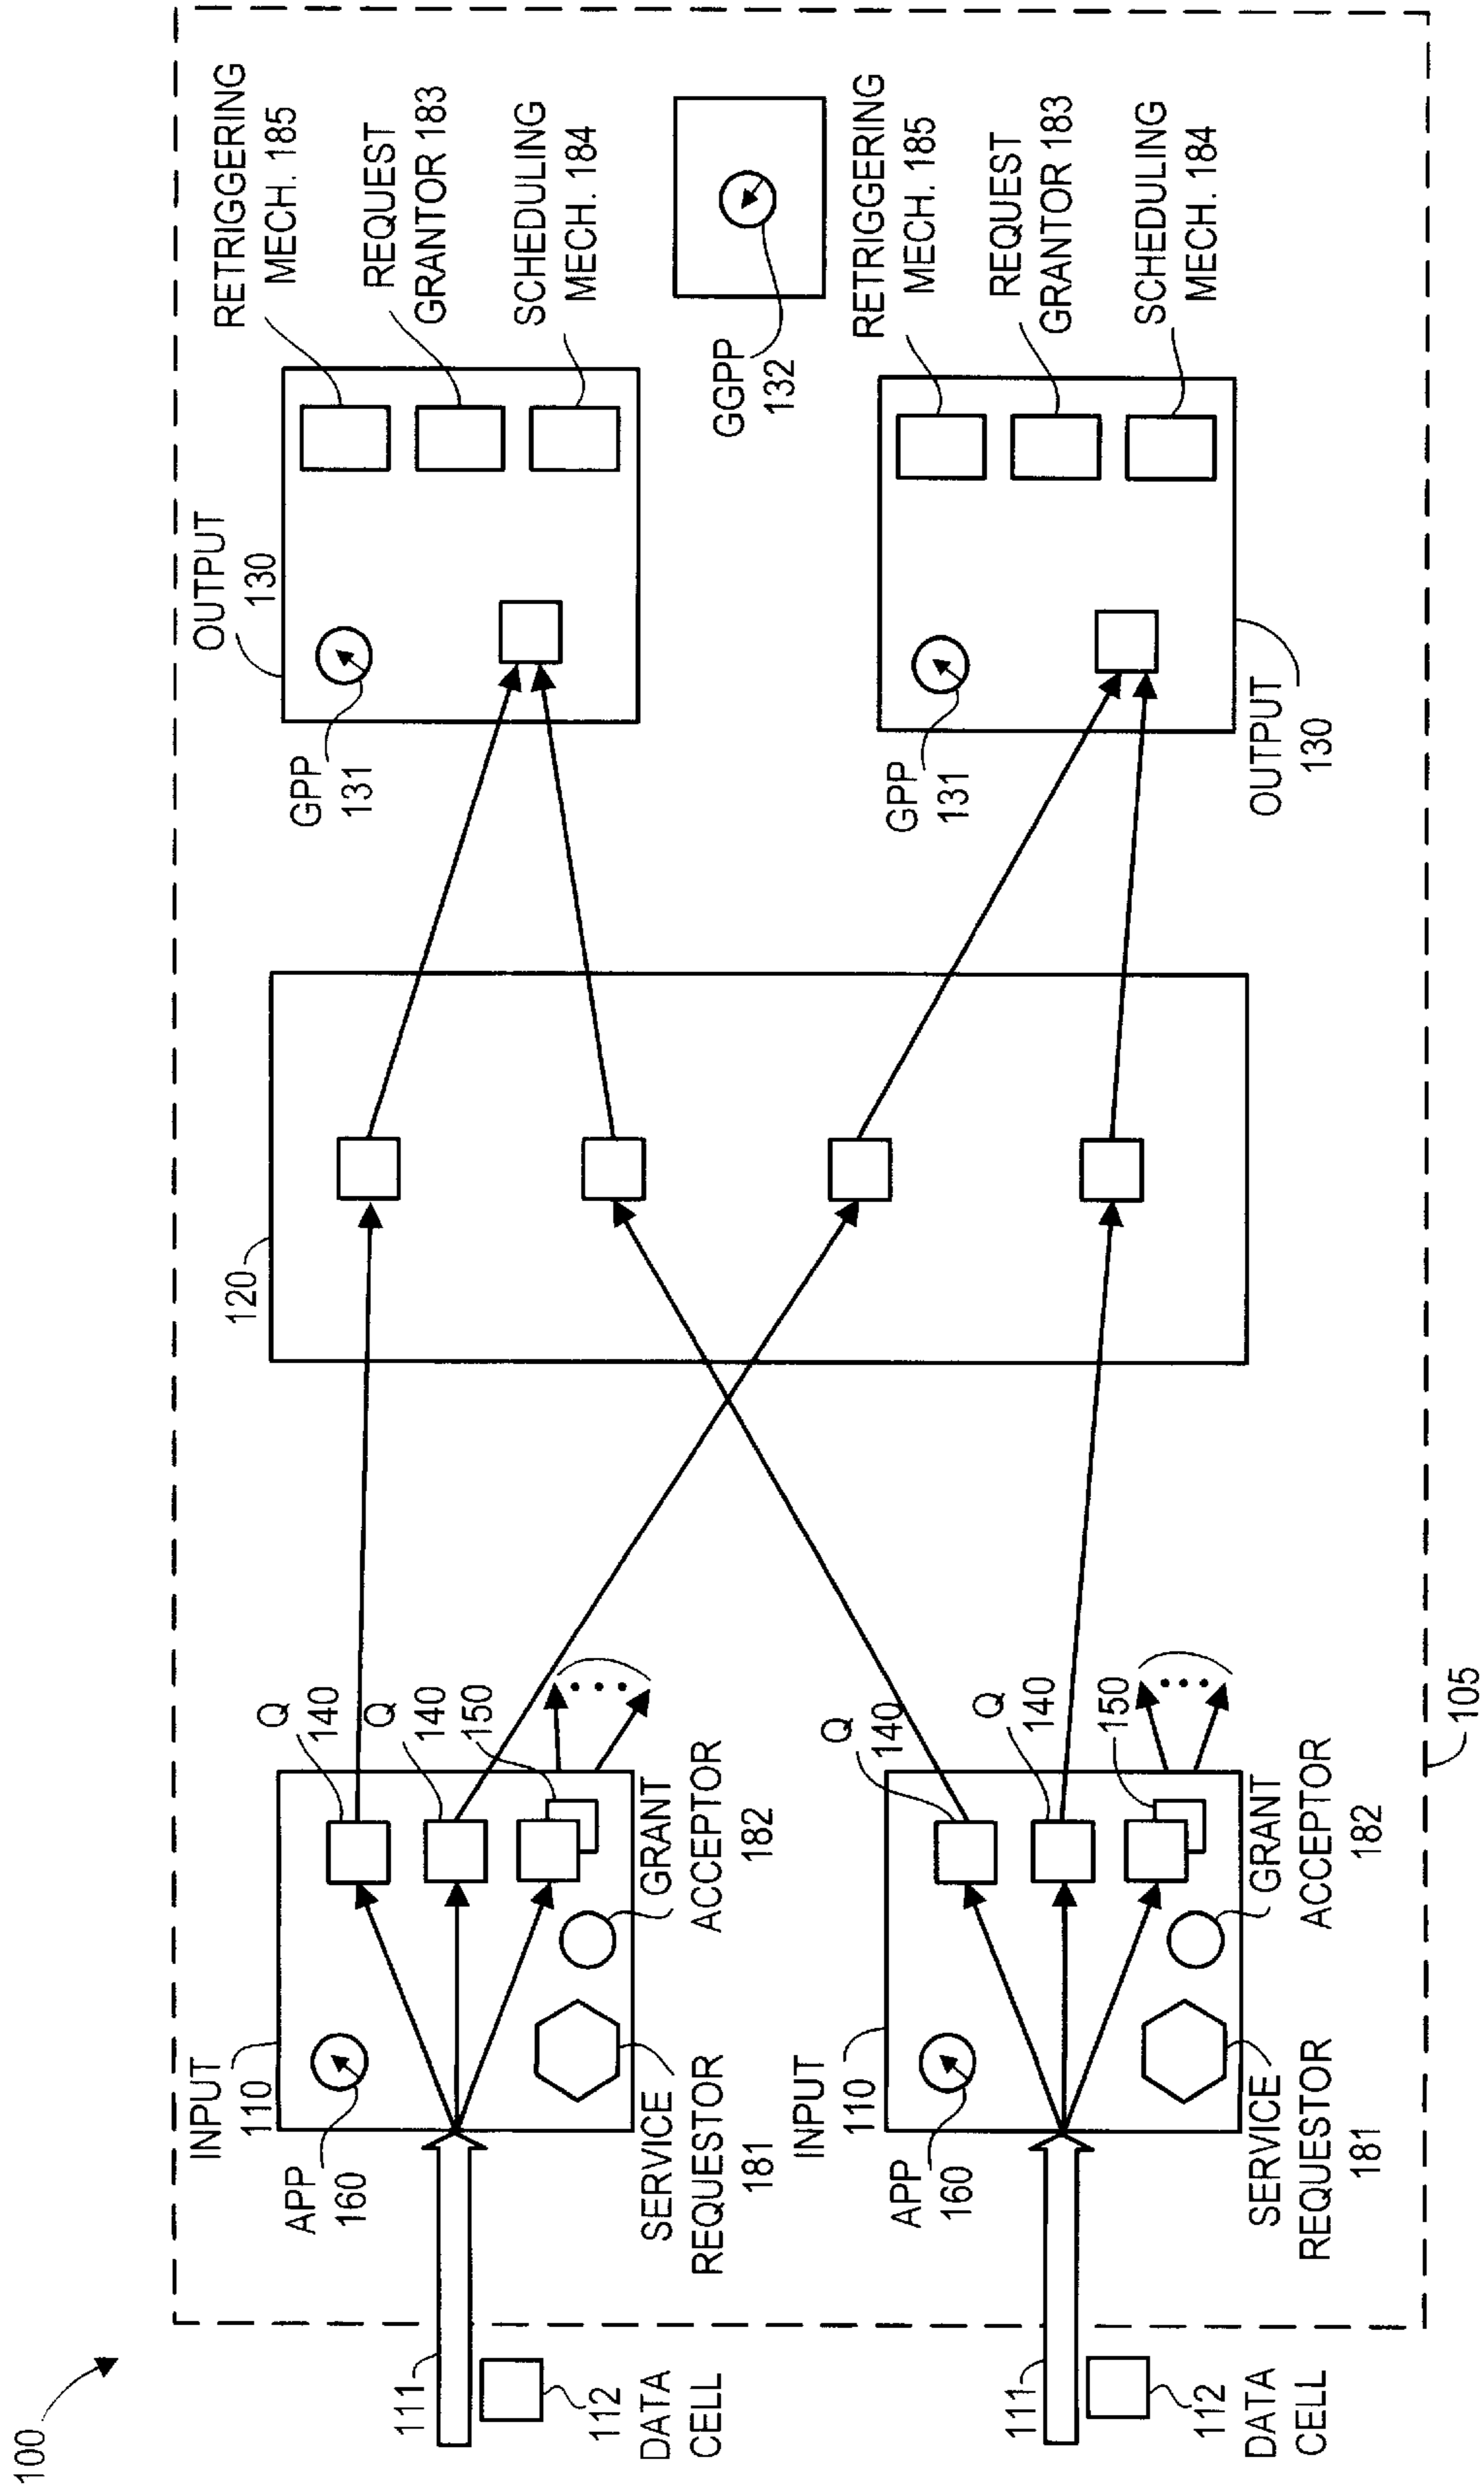 100
111
112
DATA
CELL
INPUT
110
APP
160
SERVICE
REQUESTOR
181
Q
140
Q
140
150
GRANT
ACCEPTOR
182
120
OUTPUT
130
GPP
131
RETRIGGERING
MECH. 185
REQUEST
GRANTOR 183
SCHEDULING
MECH. 184
GGPP
132
111
112
DATA
CELL
INPUT
110
APP
160
SERVICE
REQUESTOR
181
Q
140
Q
140
150
GRANT
ACCEPTOR
182
GPP
131
OUTPUT
130
RETRIGGERING
MECH. 185
REQUEST
GRANTOR 183
SCHEDULING
MECH. 184
105